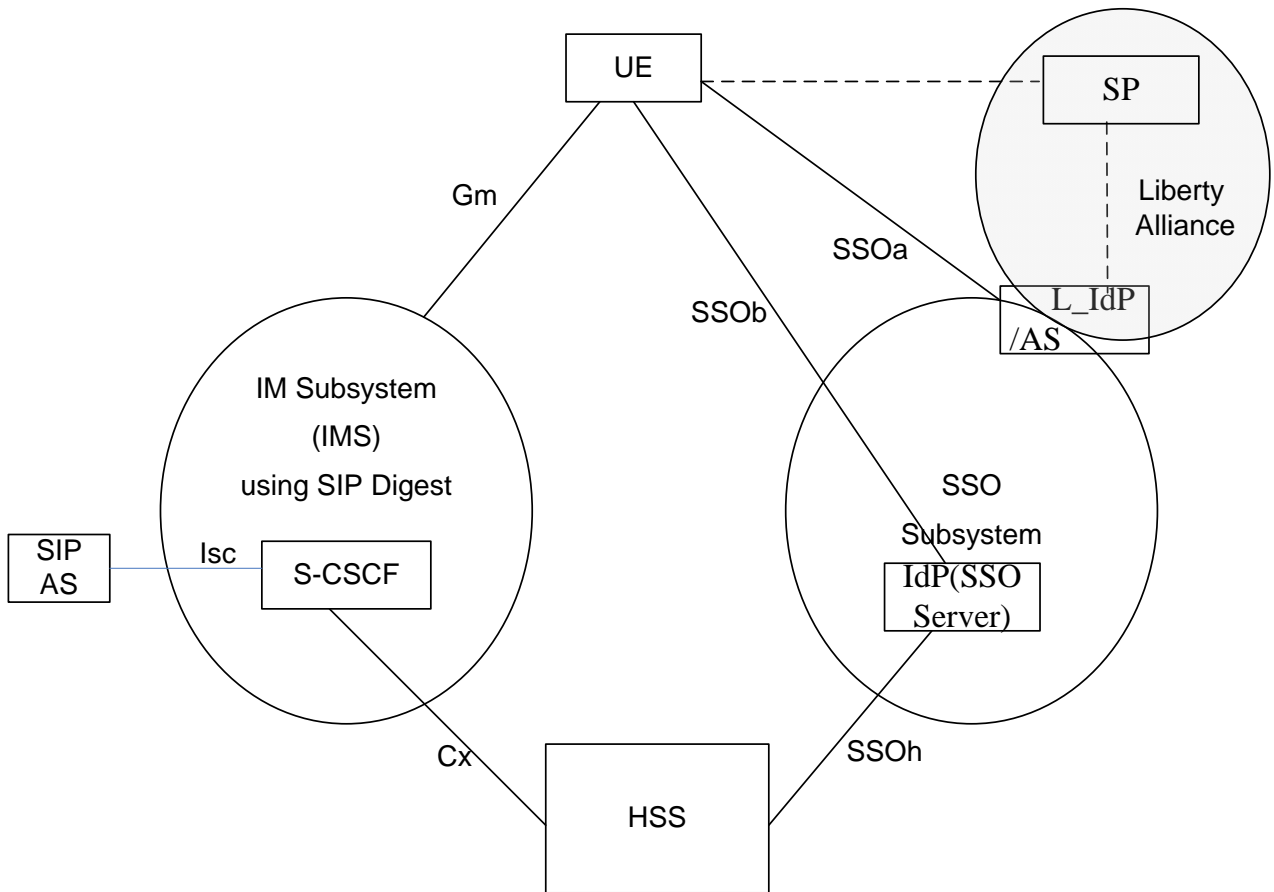 UE
SP
Gm
Liberty
Alliance
SSOa
SSOb
L_IdP
/AS
IM Subsystem
(IMS)
using SIP Digest
SSO
Subsystem
SIP
AS
Isc
S-CSCF
IdP(SSO
Server)
Cx
SSOh
HSS